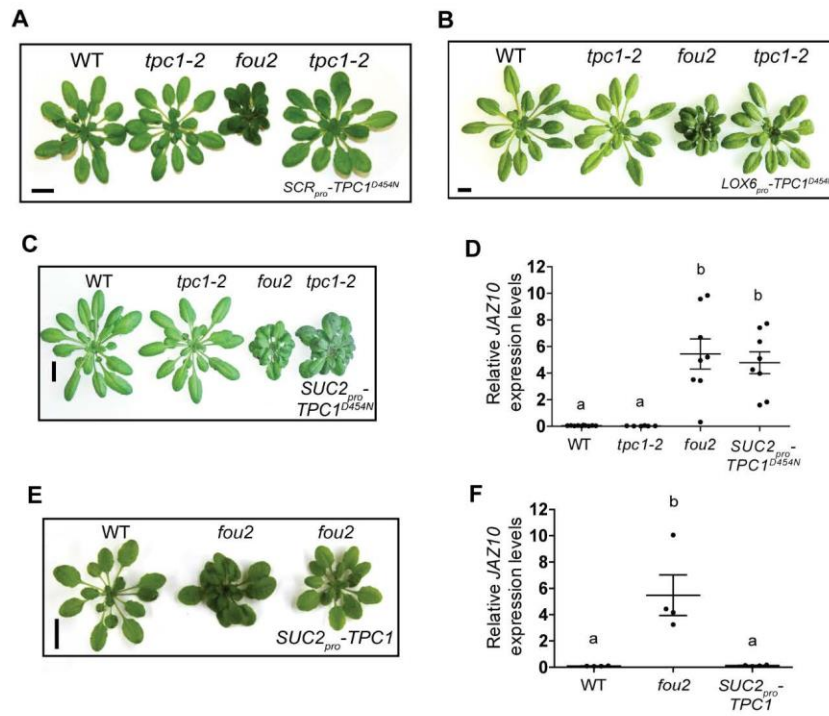 A
WT tpc1-2 fou2 tpc1-2
SCRpro-TPC1D454N
B
WT tpc1-2 fou2 tpc1-2
LOX6pro-TPC1D454N
C
WT tpc1-2 fou2 tpc1-2
SUC2pro-
TPC1D454N
D
Relative JAZ10
expression levels
12
10
8
6
4
2
0
a a b b
WT tpc1-2 fou2 SUC2pro-
TPC1D454N
E
WT fou2 fou2
SUC2pro-TPC1
F
Relative JAZ10
expression levels
12
10
8
6
4
2
0
a b a
WT fou2 SUC2pro-
TPC1